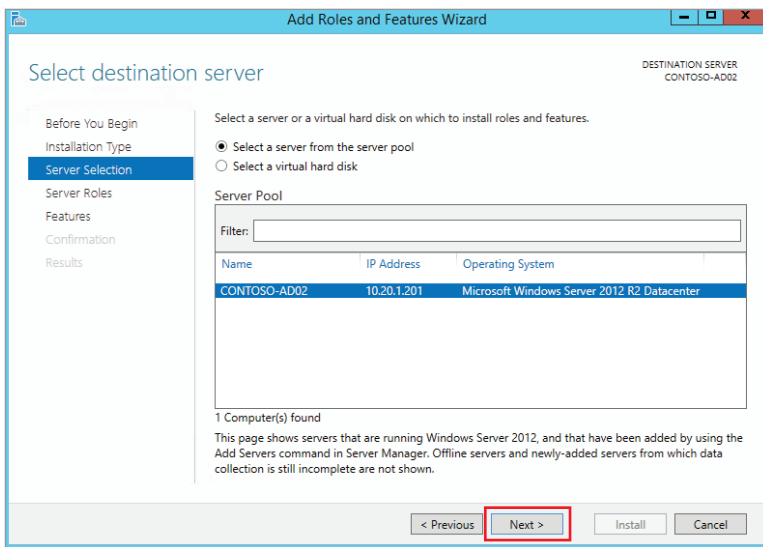 Add Roles and Features Wizard
Select destination server
DESTINATION SERVER
CONTOSO-AD02
Before You Begin
Installation Type
Server Selection
Server Roles
Features
Confirmation
Results
Select a server or a virtual hard disk on which to install roles and features.
Select a server from the server pool
Select a virtual hard disk
Server Pool
Filter:
Name IP Address Operating System
CONTOSO-AD02 10.20.1.201 Microsoft Windows Server 2012 R2 Datacenter
1 Computer(s) found
This page shows servers that are running Windows Server 2012, and that have been added by using the
Add Servers command in Server Manager. Offline servers and newly-added servers from which data
collection is still incomplete are not shown.
< Previous Next > Install Cancel